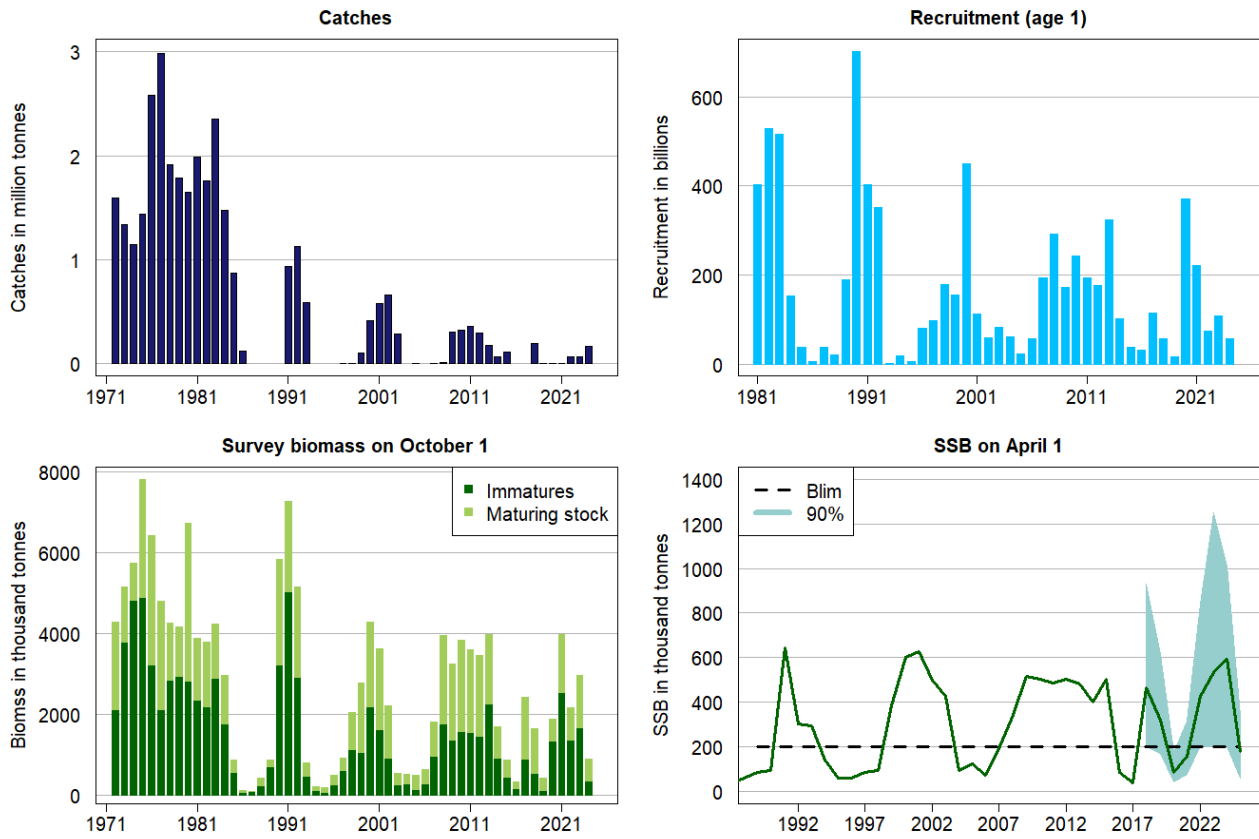 Catches
Catches in million tonnes
3
2
1
0
1971 1981 1991 2001 2011 2021
Recruitment (age 1)
Recruitment in billions
600
400
200
0
1981 1991 2001 2011 2021
Survey biomass on October 1
Biomss in thousand tonnes
8000
6000
4000
2000
0
Immatures
Maturing stock
1971 1981 1991 2001 2011 2021
SSB on April 1
SSB in thousand tonnes
1400
1200
1000
800
600
400
200
0
Blim
90%
1992 1997 2002 2007 2012 2017 2022